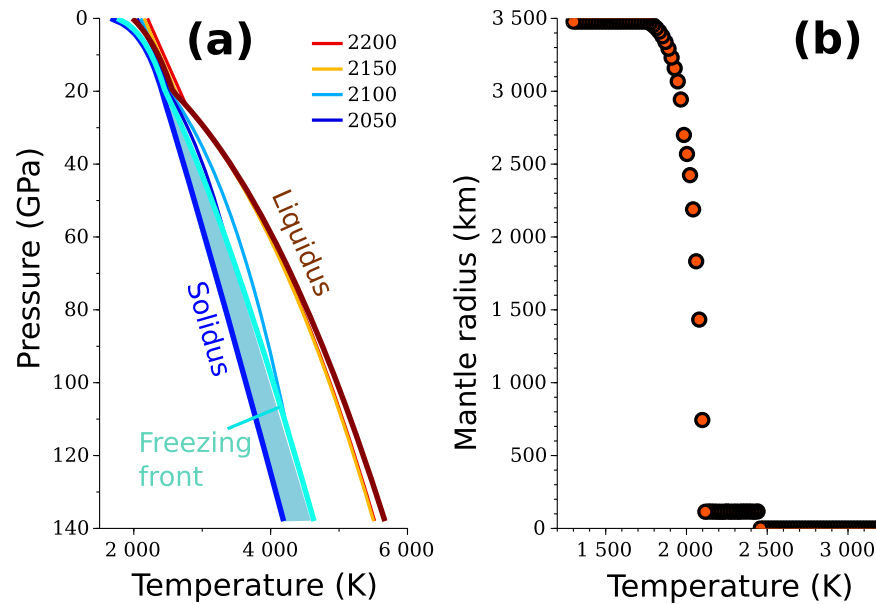 (a)
2200
2150
2100
2050
Liquidus
Solidus
Freezing
front
0
20
40
60
80
100
120
140
2 000
4 000
6 000
Pressure (GPa)
Temperature (K)
(b)
3 500
3 000
2 500
2 000
1 500
1 000
500
0
1 500
2 000
2 500
3 000
Mantle radius (km)
Temperature (K)